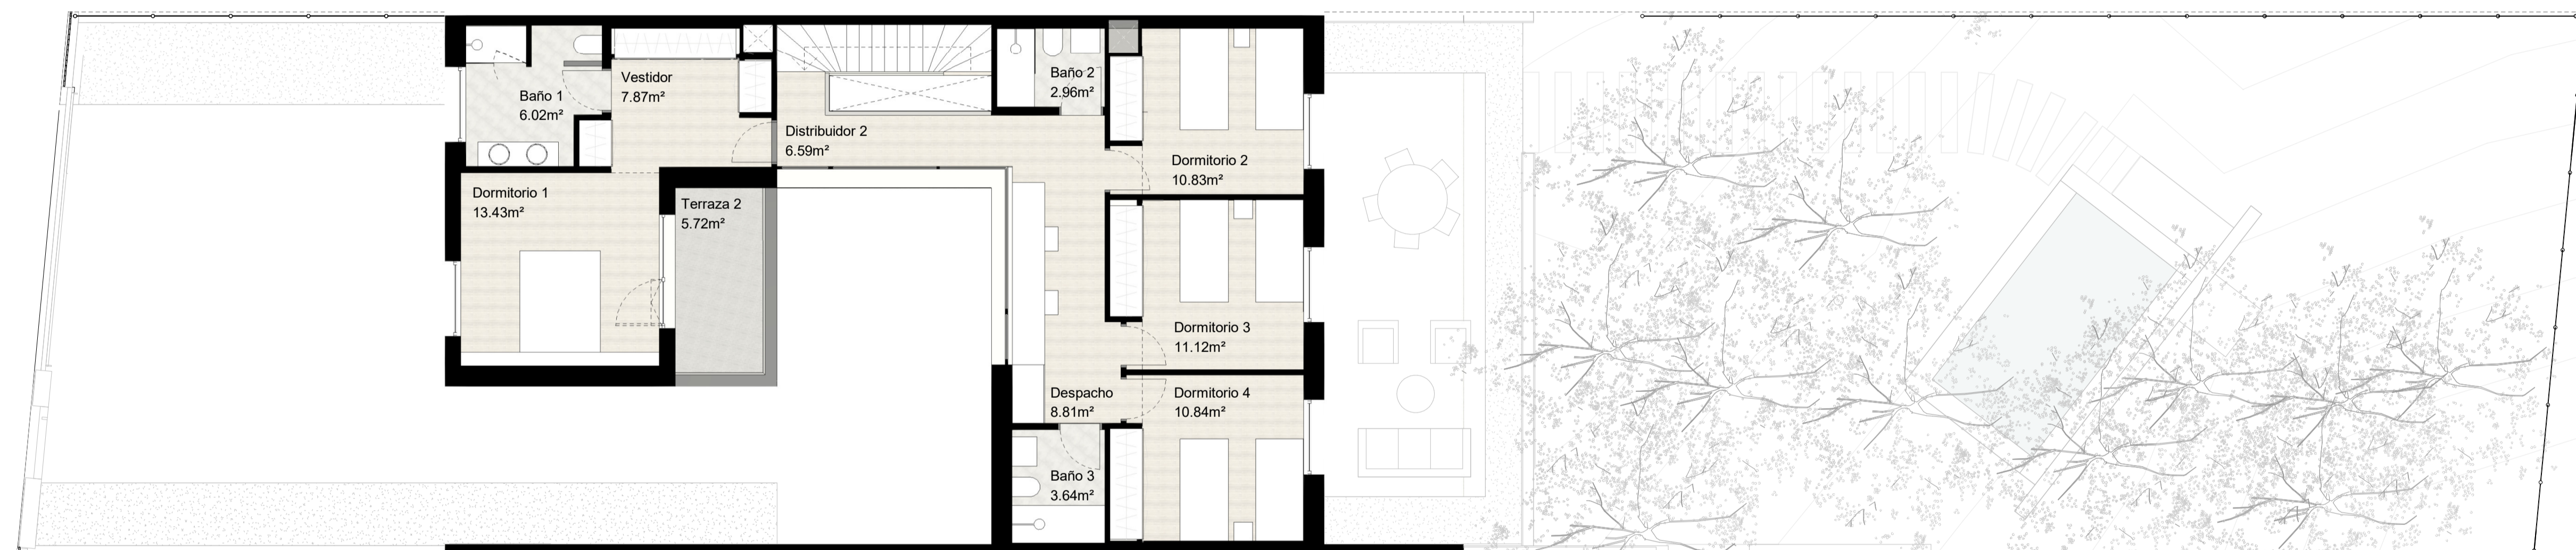 Baño 1
6.02m²
Vestidor
7.87m²
Distribuidor 2
6.59m²
Baño 2
2.96m²
Dormitorio 2
10.83m²
Dormitorio 1
13.43m²
Terraza 2
5.72m²
Dormitorio 3
11.12m²
Despacho
8.81m²
Dormitorio 4
10.84m²
Baño 3
3.64m²